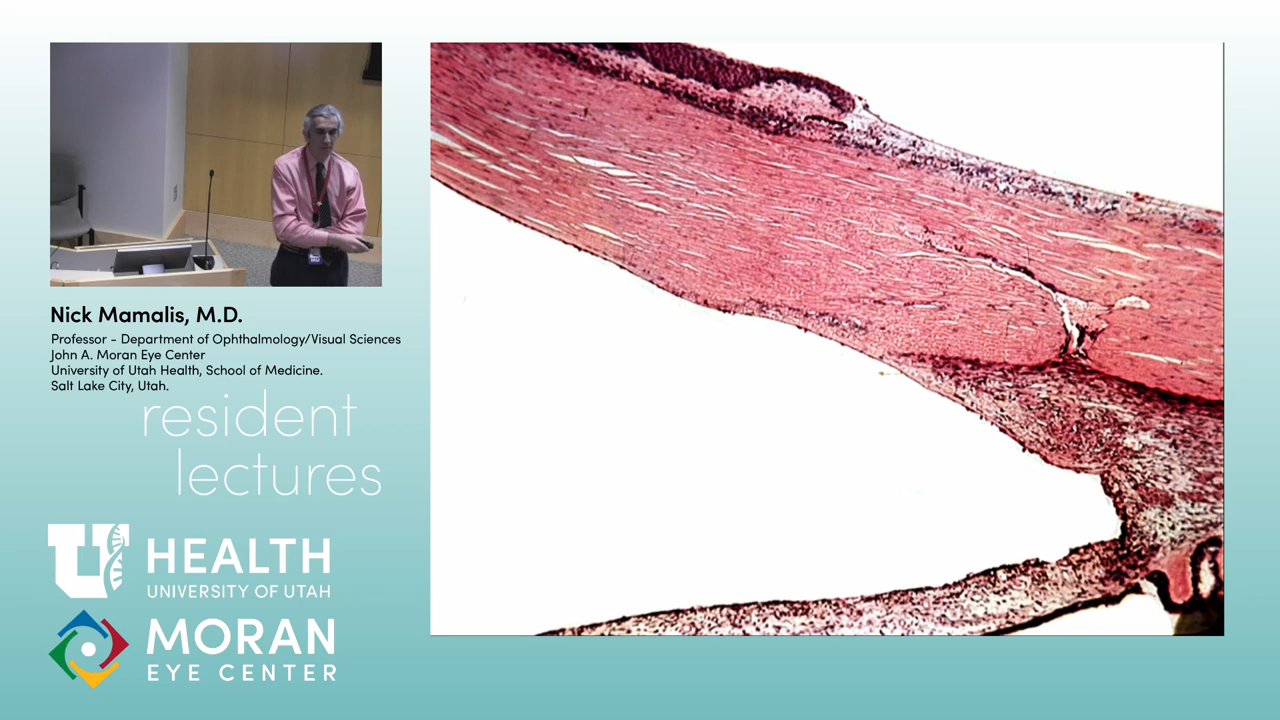 Nick Mamalis, M.D.
Professor - Department of Ophthalmology/Visual Sciences
John A. Moran Eye Center
University of Utah Health, School of Medicine.
Salt Lake City, Utah.
resident
lectures
U HEALTH
UNIVERSITY OF UTAH
MORAN
EYE CENTER